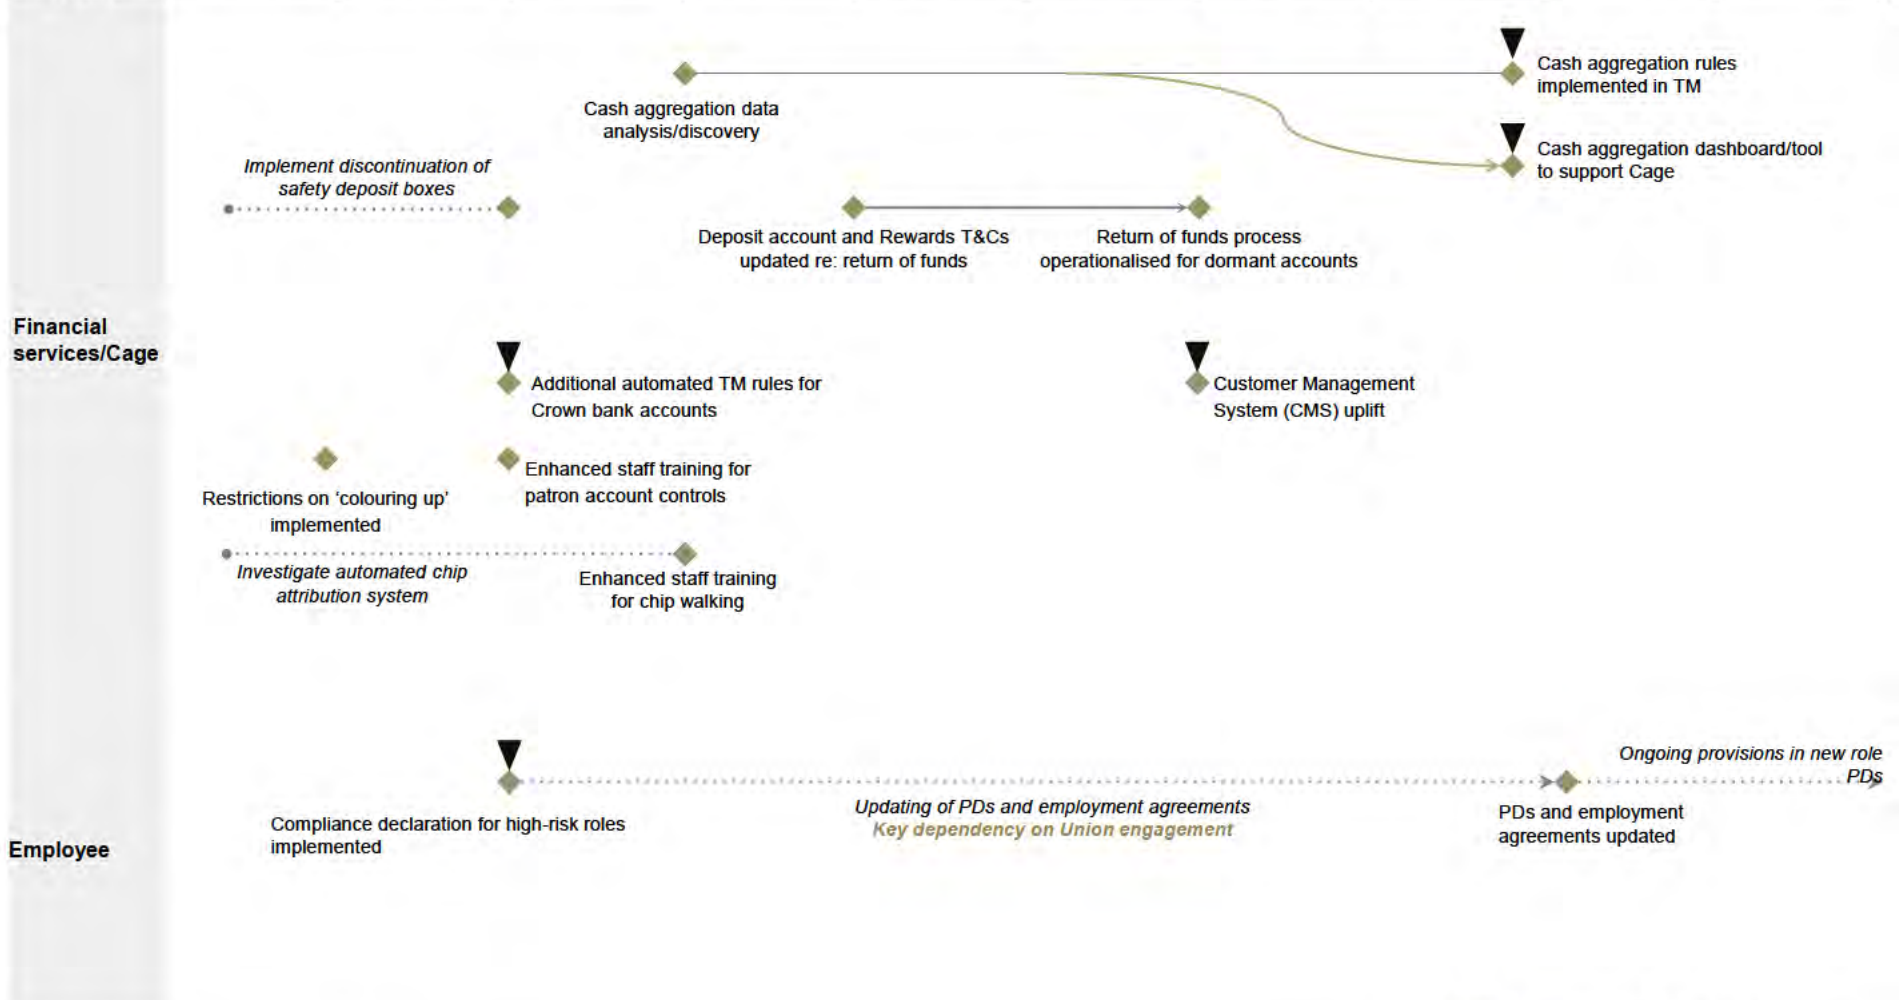 Cash aggregation rules
implemented in TM
Cash aggregation data
analysis/discovery
Cash aggregation dashboard/tool
to support Cage
Implement discontinuation of
safety deposit boxes
Deposit account and Rewards T&Cs
updated re: return of funds
Return of funds process
operationalised for dormant accounts
Financial
services/Cage
Additional automated TM rules for
Crown bank accounts
Customer Management
System (CMS) uplift
Restrictions on ‘colouring up’
implemented
Enhanced staff training for
patron account controls
Investigate automated chip
attribution system
Enhanced staff training
for chip walking
Employee
Compliance declaration for high-risk roles
implemented
Updating of PDs and employment agreements
Key dependency on Union engagement
Ongoing provisions in new role
PDs
PDs and employment
agreements updated